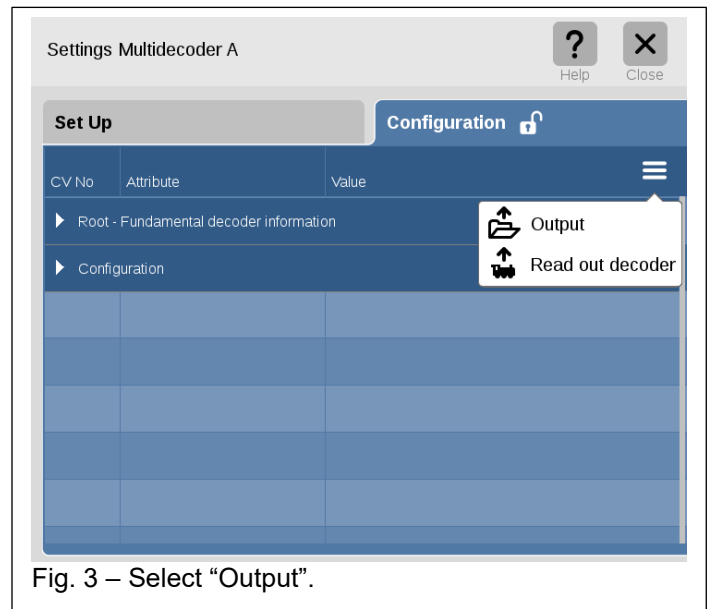 Settings Multidecoder A
?
Help
Close
Set Up
Configuration
CV No Attribute Value
Root - Fundamental decoder information
Configuration
Output
Read out decoder
Fig. 3 – Select “Output”.